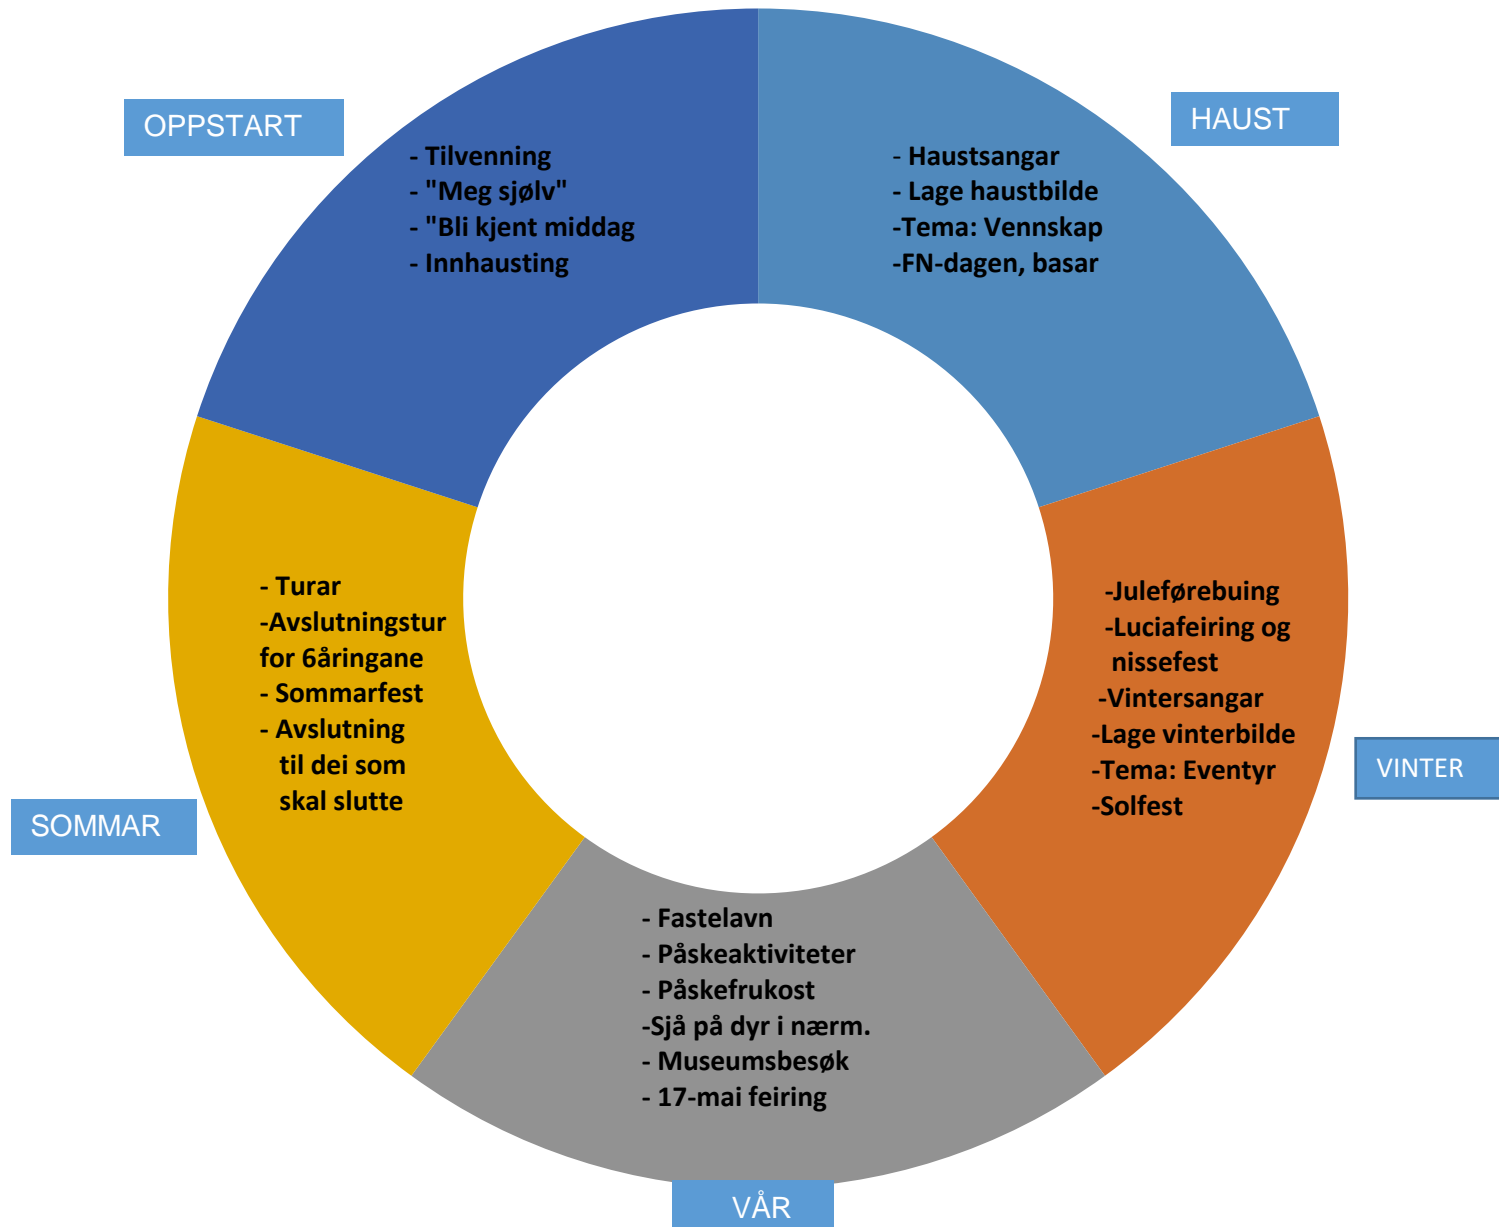 OPPSTART
- Tilvenning
- "Meg sjølv"
- "Bli kjent middag
- Innhausting
HAUST
- Haustsangar
- Lage haustbilde
-Tema: Vennskap
-FN-dagen, basar
-Juleførebuing
-Luciafeiring og
nissefest
-Vintersangar
-Lage vinterbilde
-Tema: Eventyr
-Solfest
VINTER
- Fastelavn
- Påskeaktiviteter
- Påskefrukost
-Sjå på dyr i nærm.
- Museumsbesøk
- 17-mai feiring
VÅR
- Turar
-Avslutningstur
for 6åringane
- Sommarfest
- Avslutning
til dei som
skal slutte
SOMMAR